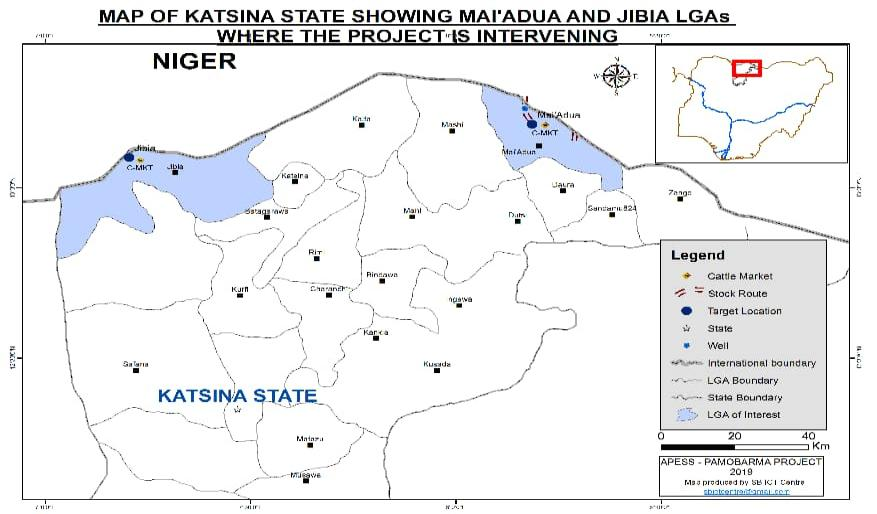 MAP OF KATSINA STATE SHOWING MAI'ADUA AND JIBIA LGAs
WHERE THE PROJECT IS INTERVENING
NIGER
N
W
E
S
Kaita
Mashi
Mai'Adua
C-MKT
Mai'Adua
Jibia
C-MKT
Jibia
Katsina
Daura
Zango
Batagarawa
Mani
Dutsi
Sandamu824
Rimi
Bindawa
Kurfi
Charanchi
Ingawa
Kankia
Safana
Kusada
KATSINA STATE
Matazu
Musawa
Legend
Cattle Market
Stock Route
Target Location
State
Well
International boundary
LGA Boundary
State Boundary
LGA of Interest
0 20 40
Km
APESS - PAMOBARMA PROJECT
2019
Map produced by SB ICT Centre